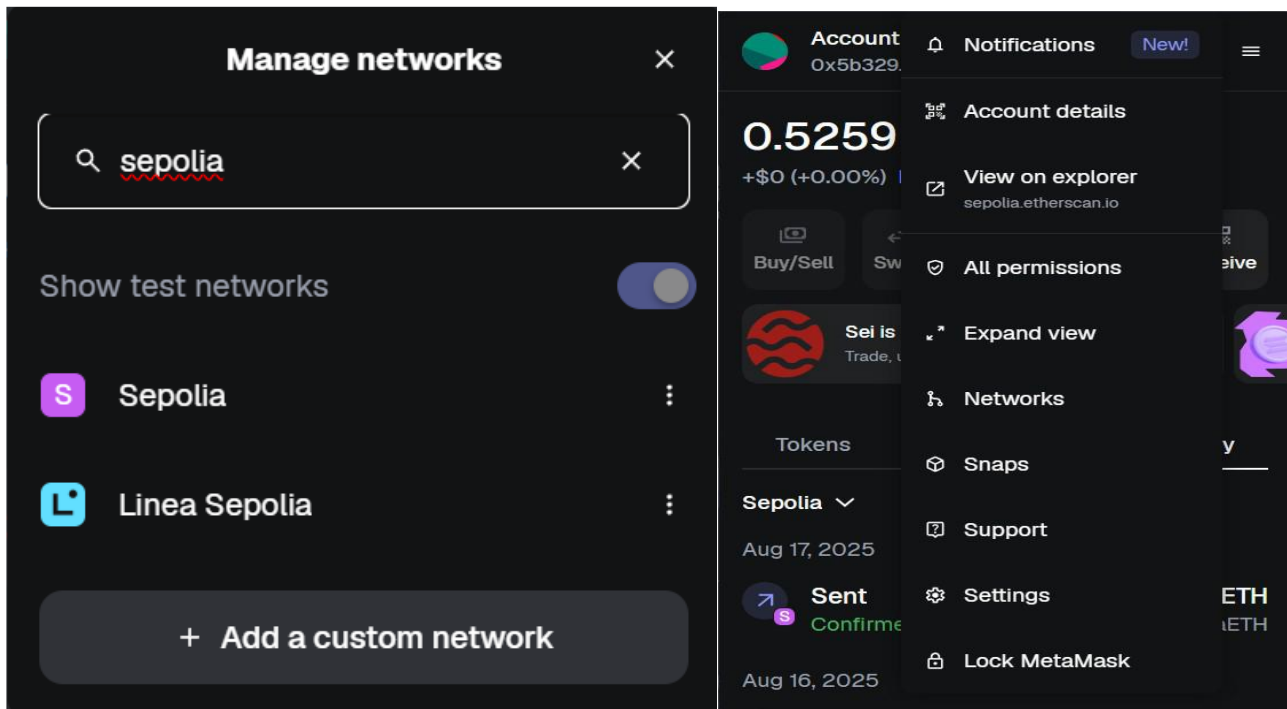 Manage networks
sepolia
Show test networks
S Sepolia
L Linea Sepolia
+ Add a custom network
Account
0x5b329.
0.5259
+$0 (+0.00%)
Buy/Sell
Sw
eive
Sei is
Trade, u
Tokens
y
Sepolia
Aug 17, 2025
S
Sent
Confirme
ETH
ETH
Aug 16, 2025
Notifications New!
Account details
View on explorer
sepolia.etherscan.io
All permissions
Expand view
Networks
Snaps
Support
Settings
Lock MetaMask